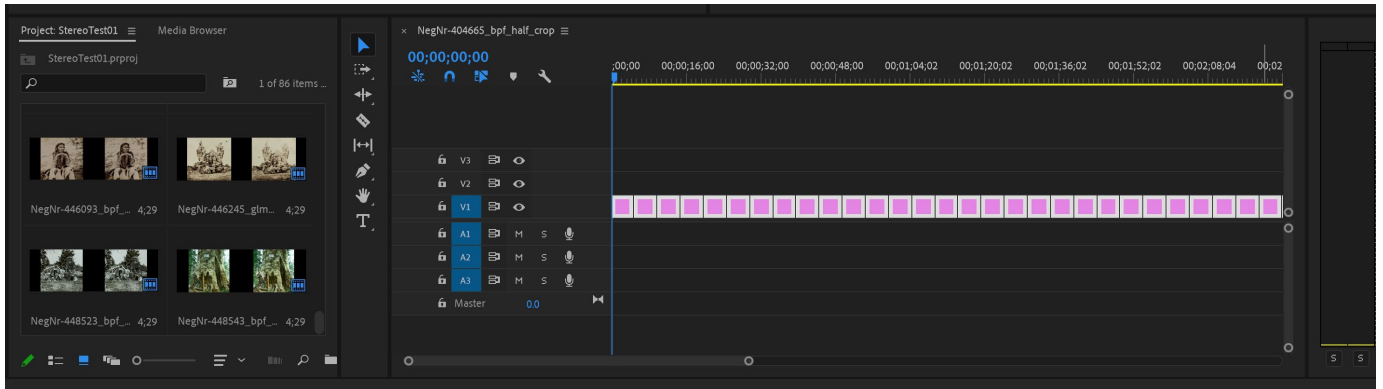 Project: StereoTest01
Media Browser
StereoTest01.prproj
1 of 86 items ...
NegNr-446093_bpf_... 4;29
NegNr-446245_glm... 4;29
NegNr-448523_bpf_... 4;29
NegNr-448543_bpf_... 4;29
T
× NegNr-404665_bpf_half_crop
00;00;00;00
;00;00 00;00;16;00 00;00;32;00 00;00;48;00 00;01;04;02 00;01;20;02 00;01;36;02 00;01;52;02 00;02;08;04 00;02
V3
V2
V1
A1 M S
A2 M S
A3 M S
Master 0.0
S S